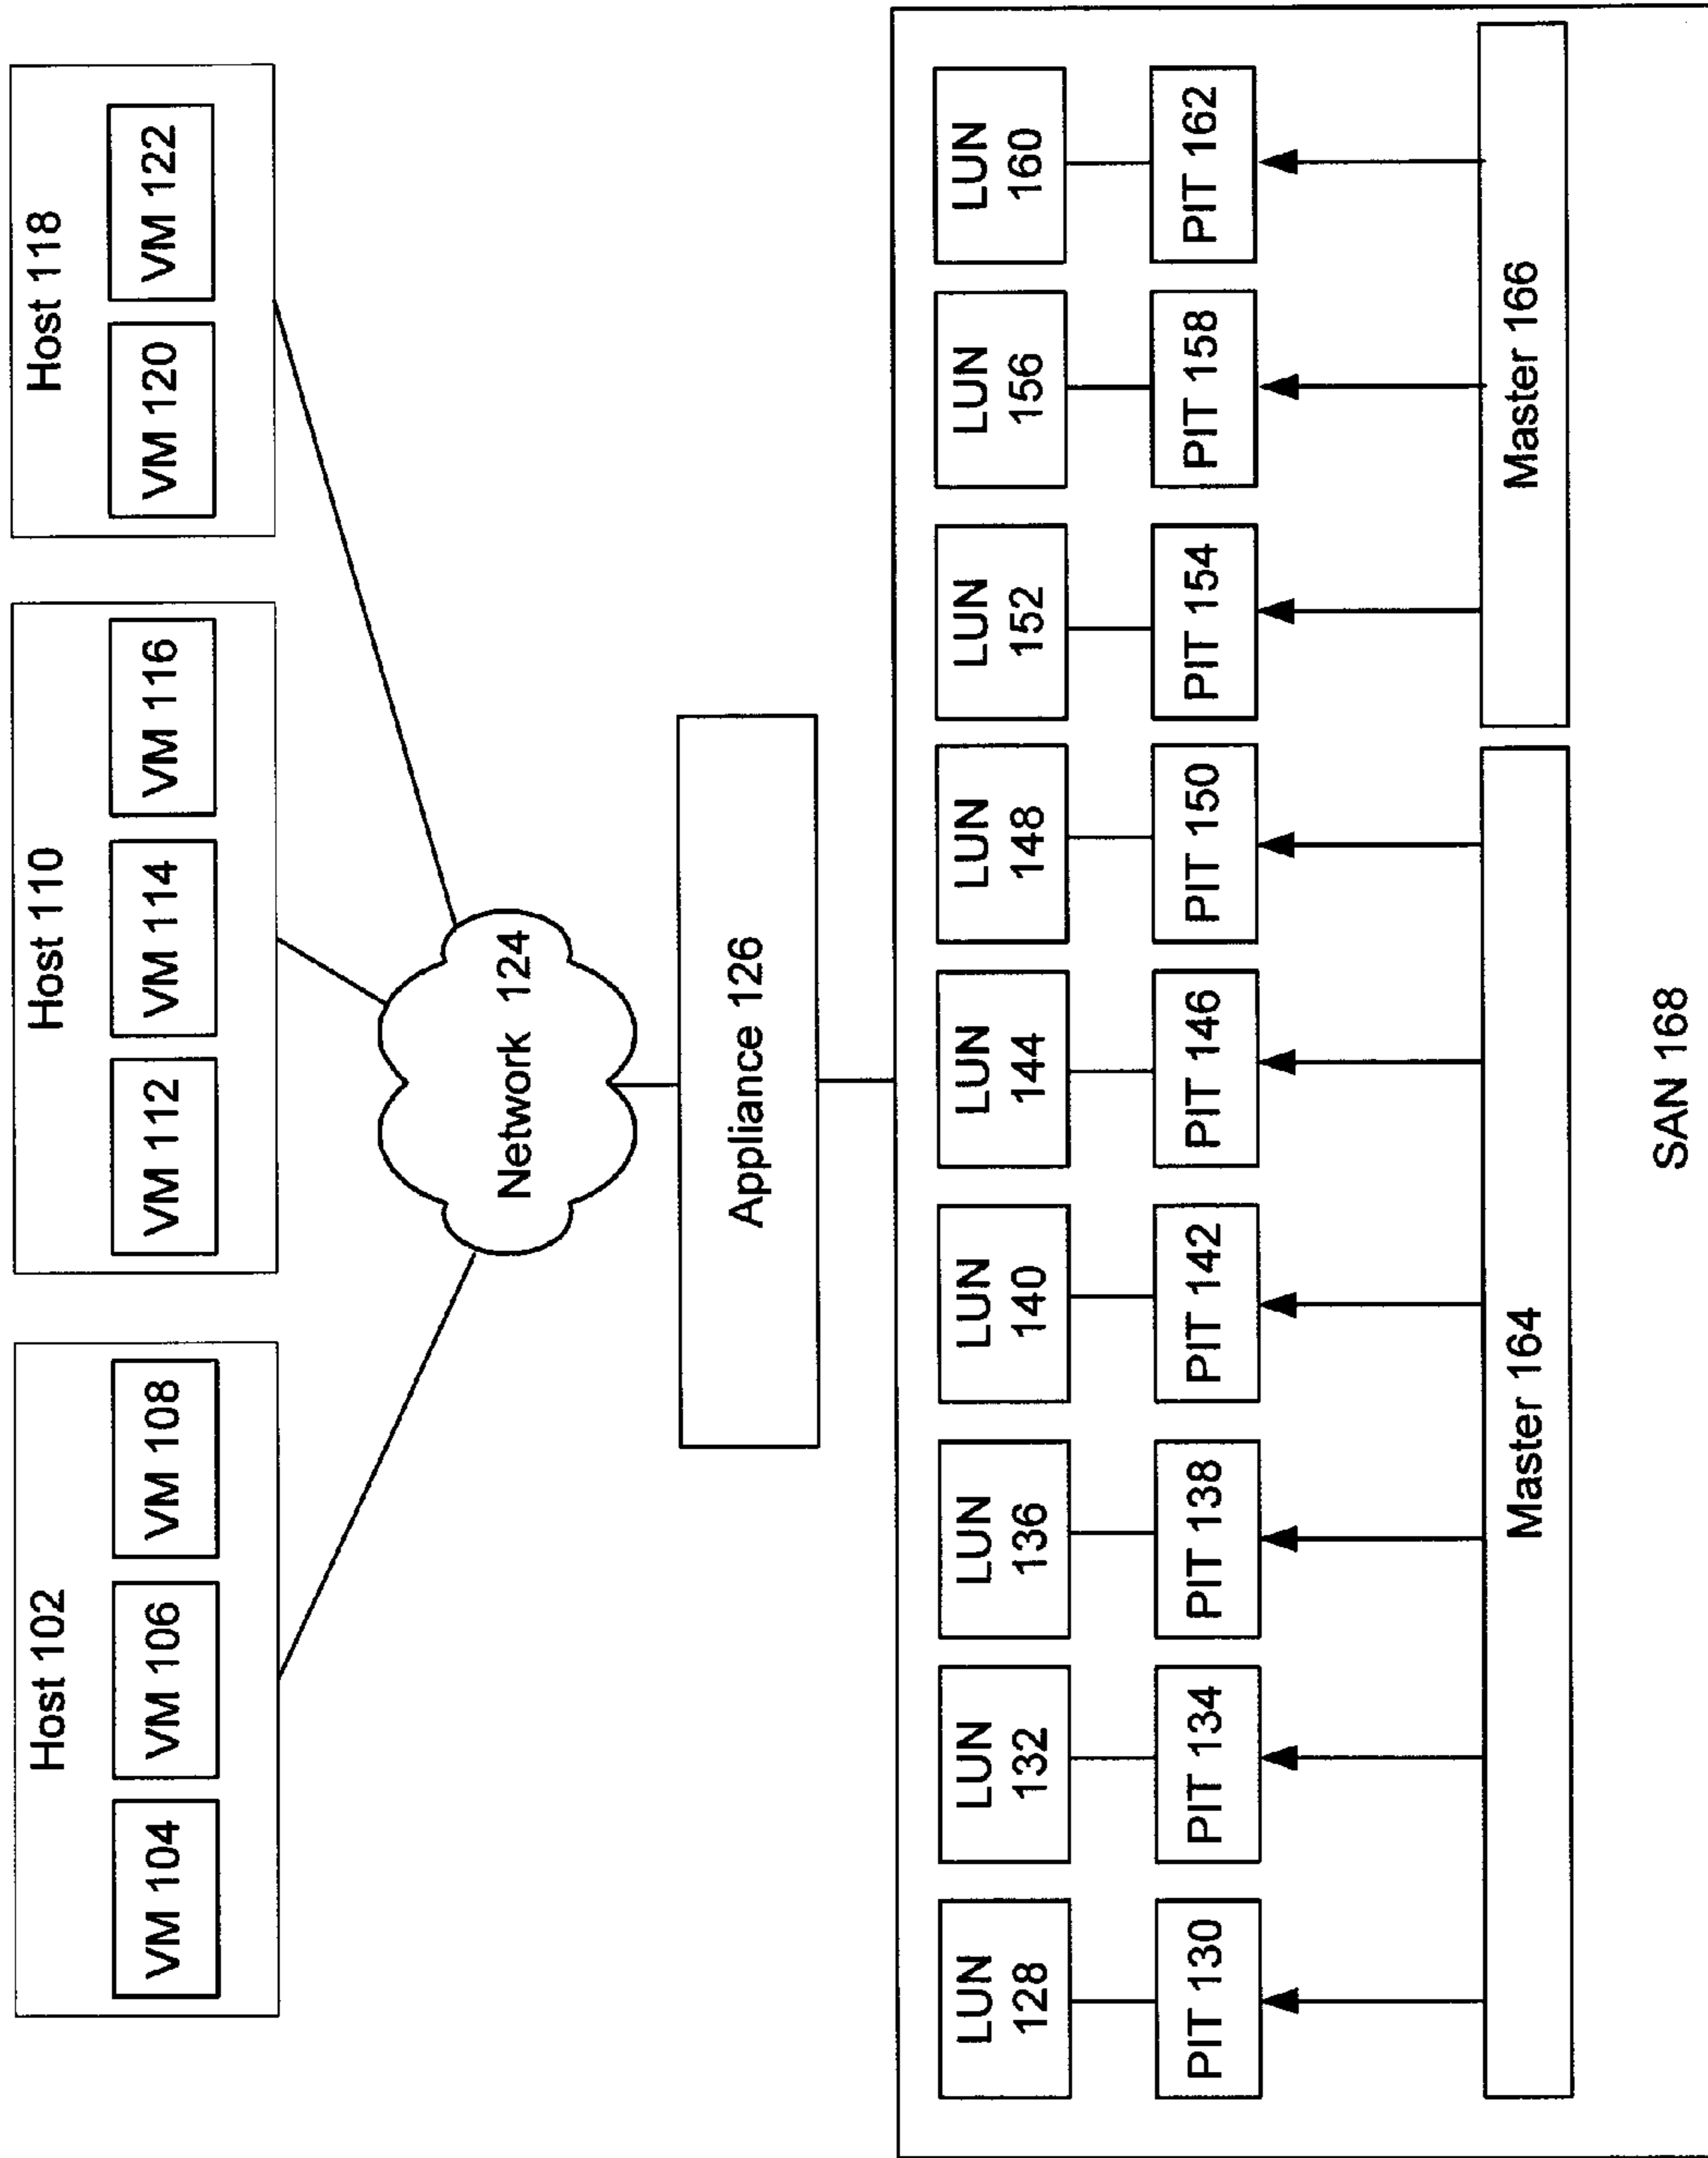 Host 102
VM 104
VM 106
VM 108
Host 110
VM 112
VM 114
VM 116
Host 118
VM 120
VM 122
Network 124
Appliance 126
LUN
128
LUN
132
LUN
136
LUN
140
LUN
144
LUN
148
LUN
152
LUN
156
LUN
160
PIT 130
PIT 134
PIT 138
PIT 142
PIT 146
PIT 150
PIT 154
PIT 158
PIT 162
Master 164
Master 166
SAN 168